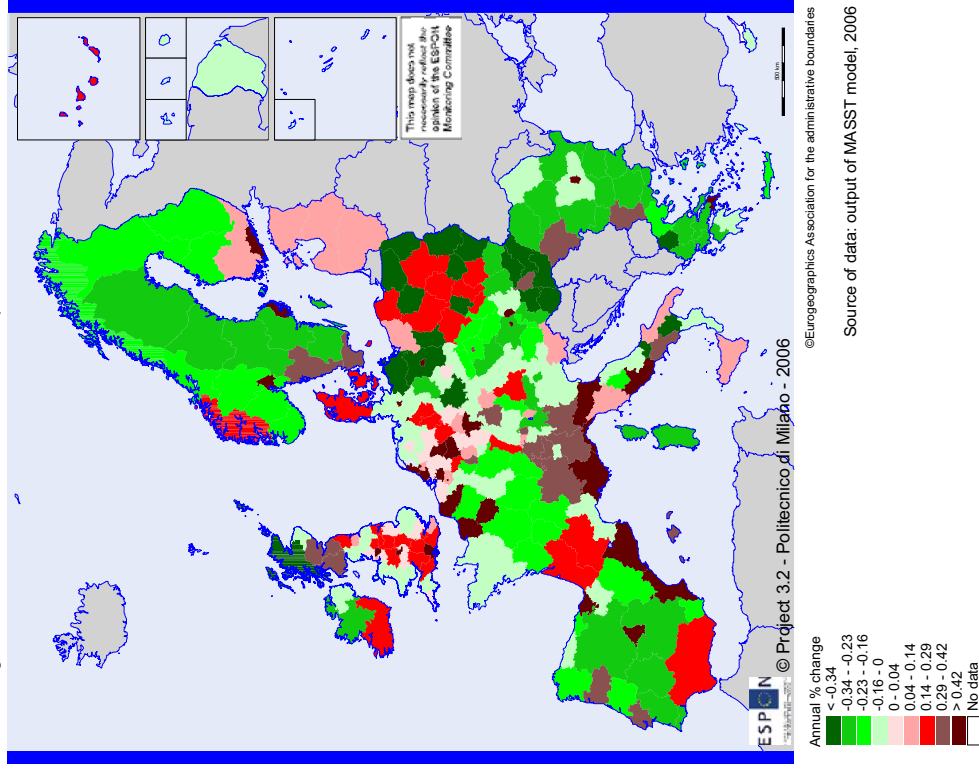 This map does not
necessarily reflect the
opinion of the ESPON
Monitoring Committee
500 km
ESPON
© Project 3.2 - Politecnico di Milano - 2006
©Eurogeographics Association for the administrative boundaries
Source of data: output of MASST model, 2006
Annual % change
< -0.34
-0.34 - -0.23
-0.23 - -0.16
-0.16 - 0
0 - 0.04
0.04 - 0.14
0.14 - 0.29
0.29 - 0.42
> 0.42
No data